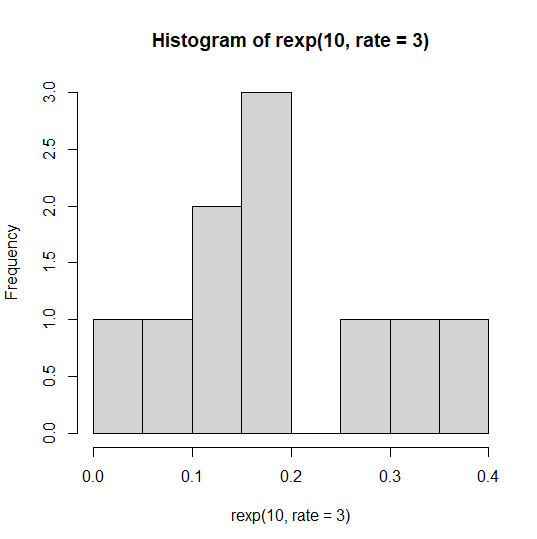 Histogram of rexp(10, rate = 3)
Frequency
3.0
2.5
2.0
1.5
1.0
0.5
0.0
0.0 0.1 0.2 0.3 0.4
rexp(10, rate = 3)